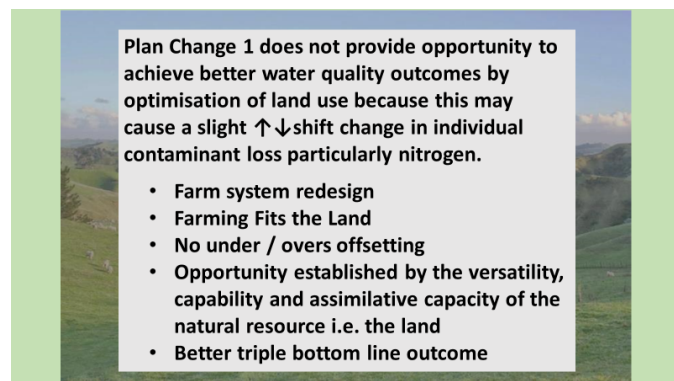 Plan Change 1 does not provide opportunity to
achieve better water quality outcomes by
optimisation of land use because this may
cause a slight ↑↓shift change in individual
contaminant loss particularly nitrogen.
• Farm system redesign
• Farming Fits the Land
• No under / overs offsetting
• Opportunity established by the versatility,
capability and assimilative capacity of the
natural resource i.e. the land
• Better triple bottom line outcome